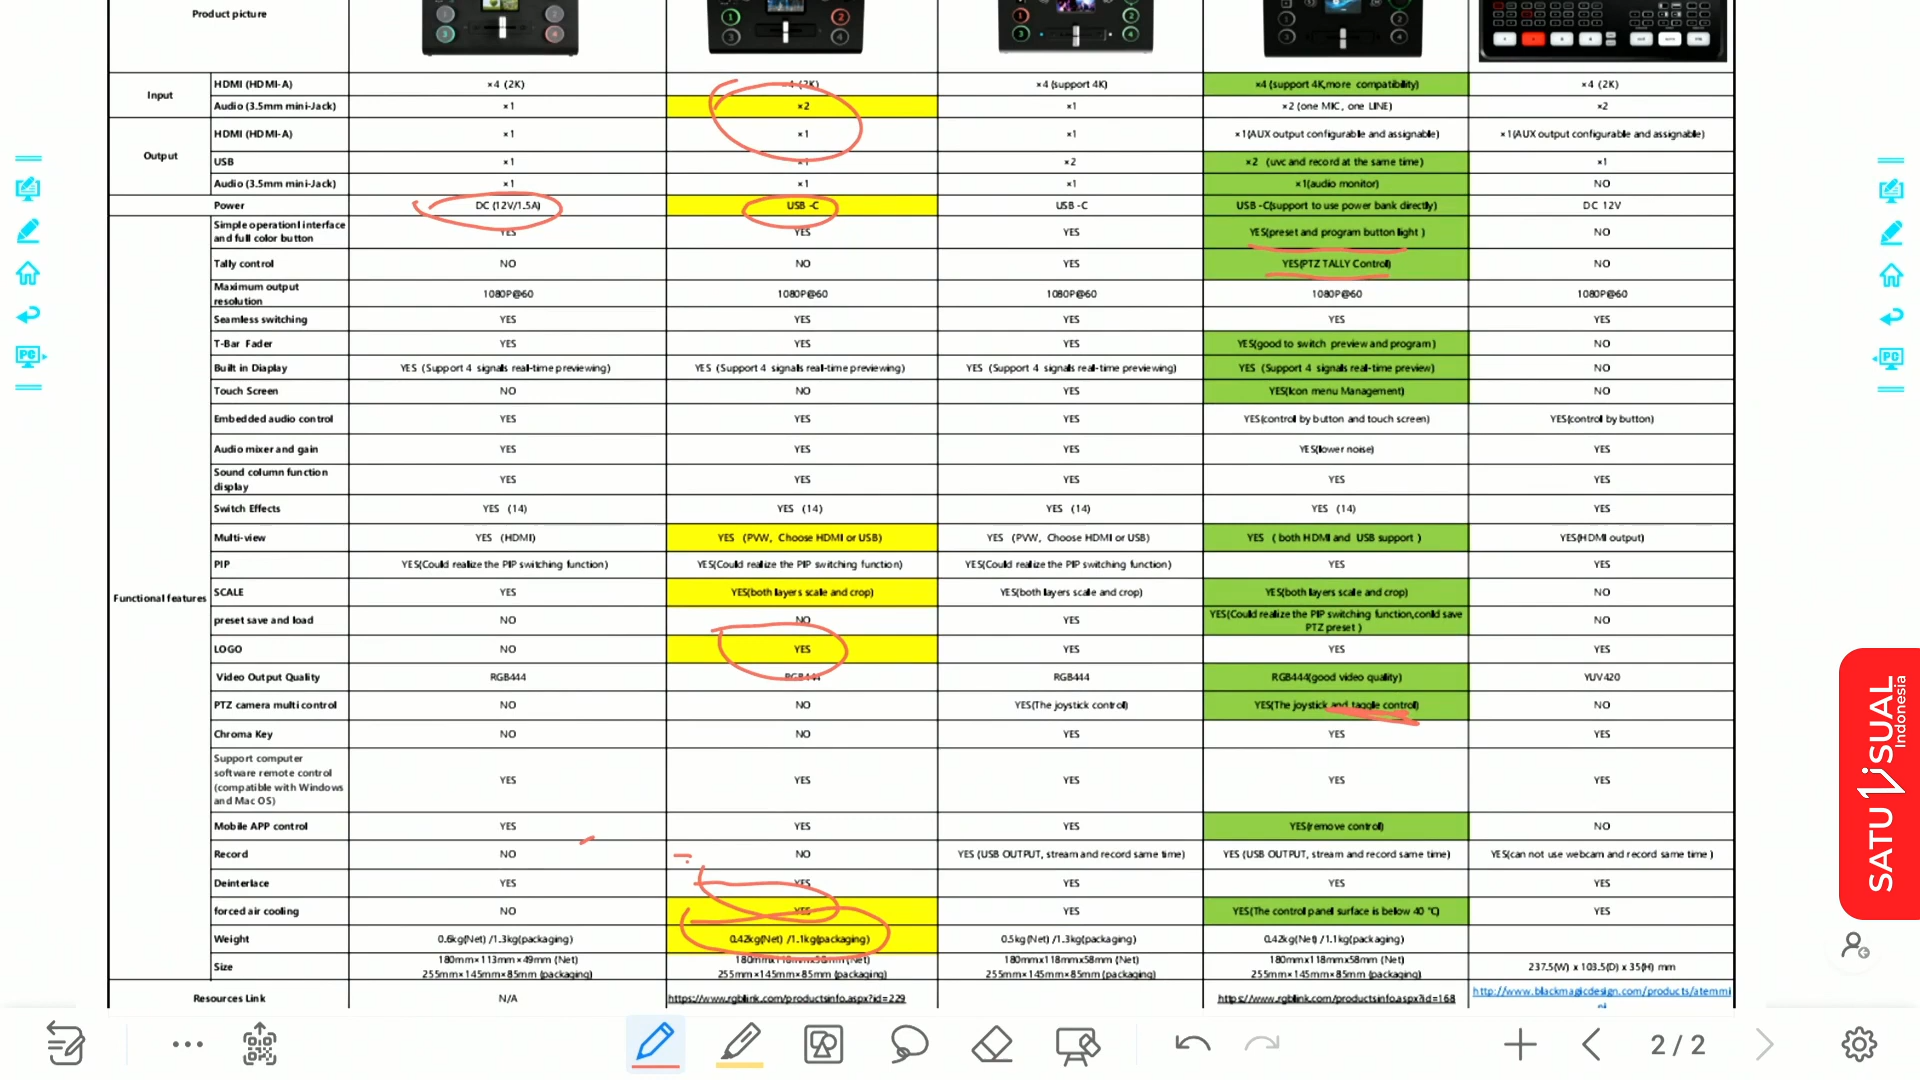 Product picture
Input HDMI (HDMI-A) ×4 (2K) ×4 (2K) ×4 (support 4K) ×4 (support 4K,more compatibility) ×4 (2K)
Audio (3.5mm mini-Jack) ×1 ×2 ×1 ×2 (one MIC, one LINE) ×2
Output HDMI (HDMI-A) ×1 ×1 ×1 ×1(AUX output configurable and assignable) ×1(AUX output configurable and assignable)
USB ×1 ×1 ×2 ×2 (uvc and record at the same time) ×1
Audio (3.5mm mini-Jack) ×1 ×1 ×1 ×1(audio monitor) NO
Power DC (12V/1.5A) USB -C USB -C USB -C(support to use power bank directly) DC 12V
Functional features
Simple operationl interface
and full color button YES YES YES YES(preset and program button light ) NO
Tally control NO NO YES YES(PTZ TALLY Control) NO
Maximum output
resolution 1080P@60 1080P@60 1080P@60 1080P@60 1080P@60
Seamless switching YES YES YES YES YES
T-Bar Fader YES YES YES YES(good to switch preview and program) NO
Built in Diaplay YES (Support 4 signals real-time previewing) YES (Support 4 signals real-time previewing) YES (Support 4 signals real-time previewing) YES (Support 4 signals real-time preview) NO
Touch Screen NO NO YES YES(Icon menu Management) NO
Embedded audio control YES YES YES YES(control by button and touch screen) YES(control by button)
Audio mixer and gain YES YES YES YES(lower noise) YES
Sound column function
display YES YES YES YES YES
Switch Effects YES (14) YES (14) YES (14) YES (14) YES
Multi-view YES (HDMI) YES (PVW, Choose HDMI or USB) YES (PVW, Choose HDMI or USB) YES ( both HDMI and USB support ) YES(HDMI output)
PIP YES(Could realize the PIP switching function) YES(Could realize the PIP switching function) YES(Could realize the PIP switching function) YES YES
SCALE YES YES(both layers scale and crop) YES(both layers scale and crop) YES(both layers scale and crop) NO
preset save and load NO NO YES YES(Could realize the PIP switching function,conld save
PTZ preset ) NO
LOGO NO YES YES YES YES
Video Output Quality RGB444 RGB444 RGB444 RGB444(good video quality) YUV420
PTZ camera multi control NO NO YES(The joystick control) YES(The joystick and taggle control) NO
Chroma Key NO NO YES YES YES
Support computer
software remote control
(compatible with Windows
and Mac OS) YES YES YES YES YES
Mobile APP control YES YES YES YES(remove control) NO
Record NO NO YES (USB OUTPUT, stream and record same time) YES (USB OUTPUT, stream and record same time) YES(can not use webcam and record same time )
Deinterlace YES YES YES YES YES
forced air cooling NO YES YES YES(The control panel surface is below 40 ℃) YES
Weight 0.6kg(Net) /1.3kg(packaging) 0.42kg(Net) /1.1kg(packaging) 0.5kg (Net) /1.3kg(packaging) 0.42kg(Net) /1.1kg(packaging)
Size 180mm×113mm×49mm (Net) 180mmx118mmx58mm (Net) 180mmx118mmx58mm (Net) 180mmx118mmx58mm (Net) 237.5(W) x 103.5(D) x 35(H) mm
255mm×145mm×85mm (packaging) 255mm×145mm×85mm (packaging) 255mm×145mm×85mm (packaging) 255mm×145mm×85mm (packaging)
Resources Link N/A https://www.rgblink.com/productsinfo.aspx?id=229 https://www.rgblink.com/productsinfo.aspx?id=168 http://www.blackmagicdesign.com/products/atemmi
PC
PC
SATU ViSUAL
Indonesia
2 / 2